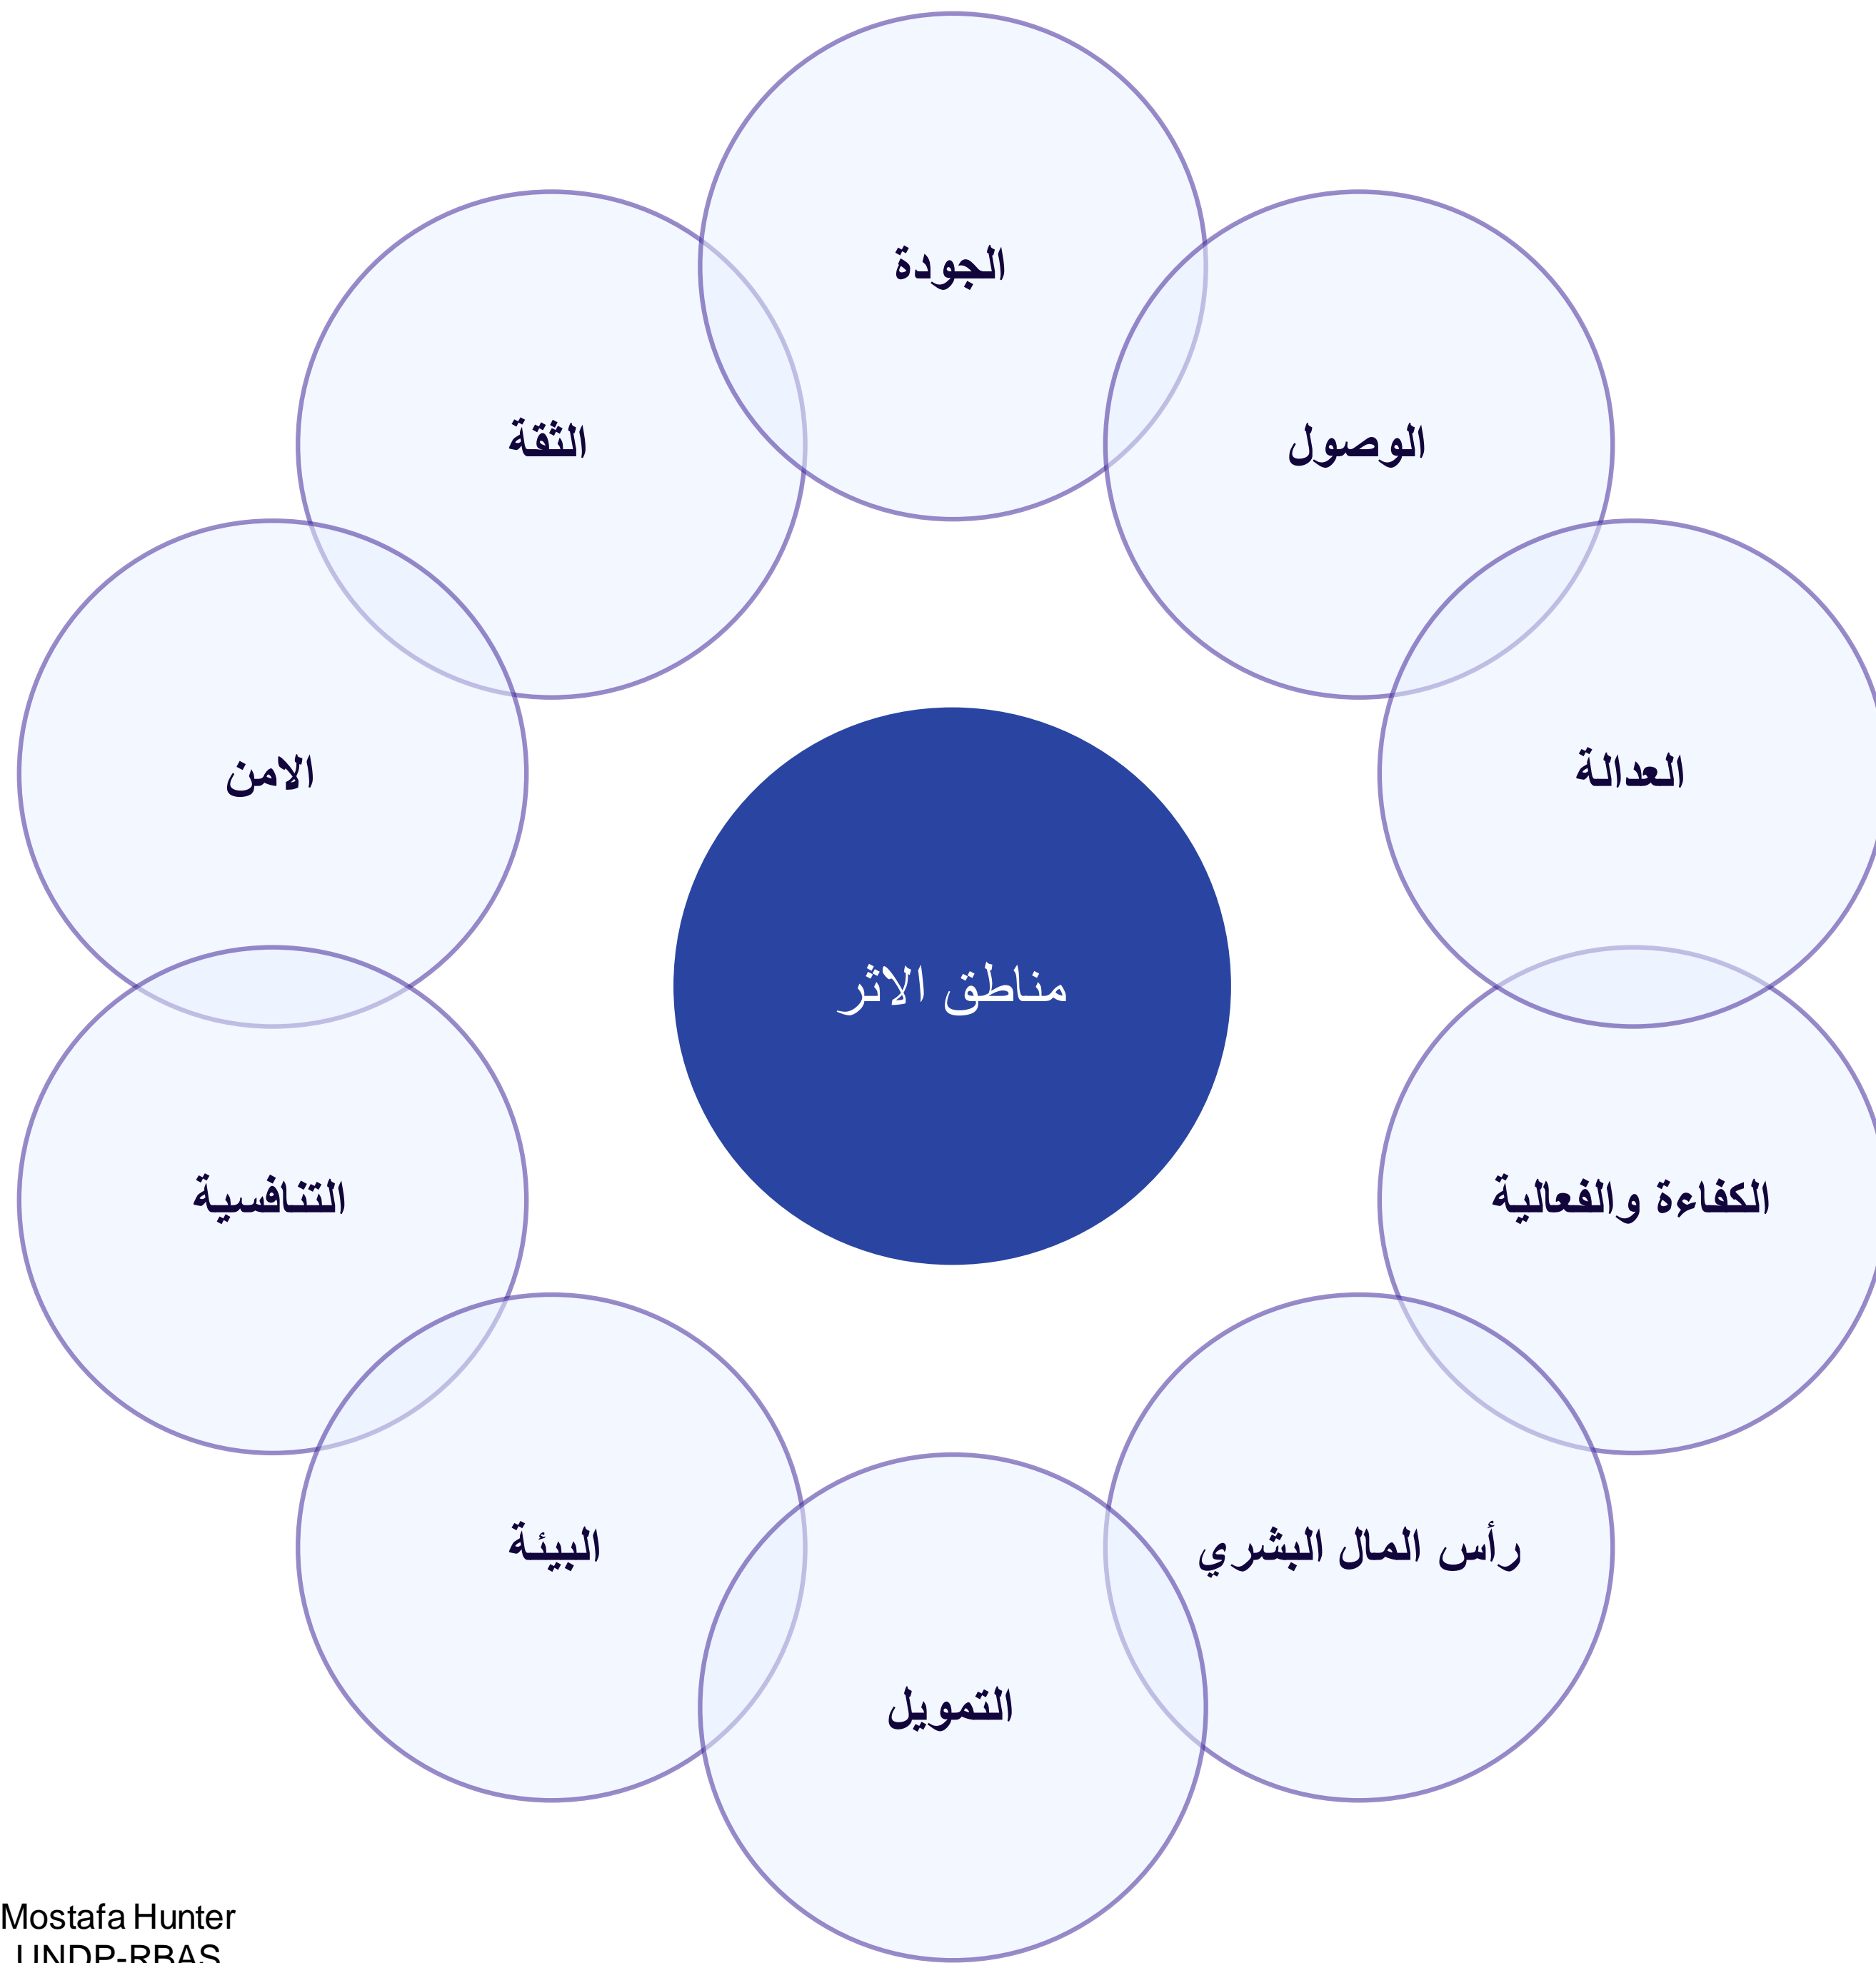 الجودة
الوصول
العدالة
الكفاءة والفعالية
رأس المال البشري
التمويل
البيئة
التنافسية
الامن
الثقة
مناطق الاثر
Mostafa Hunter
UNDP-RBAS